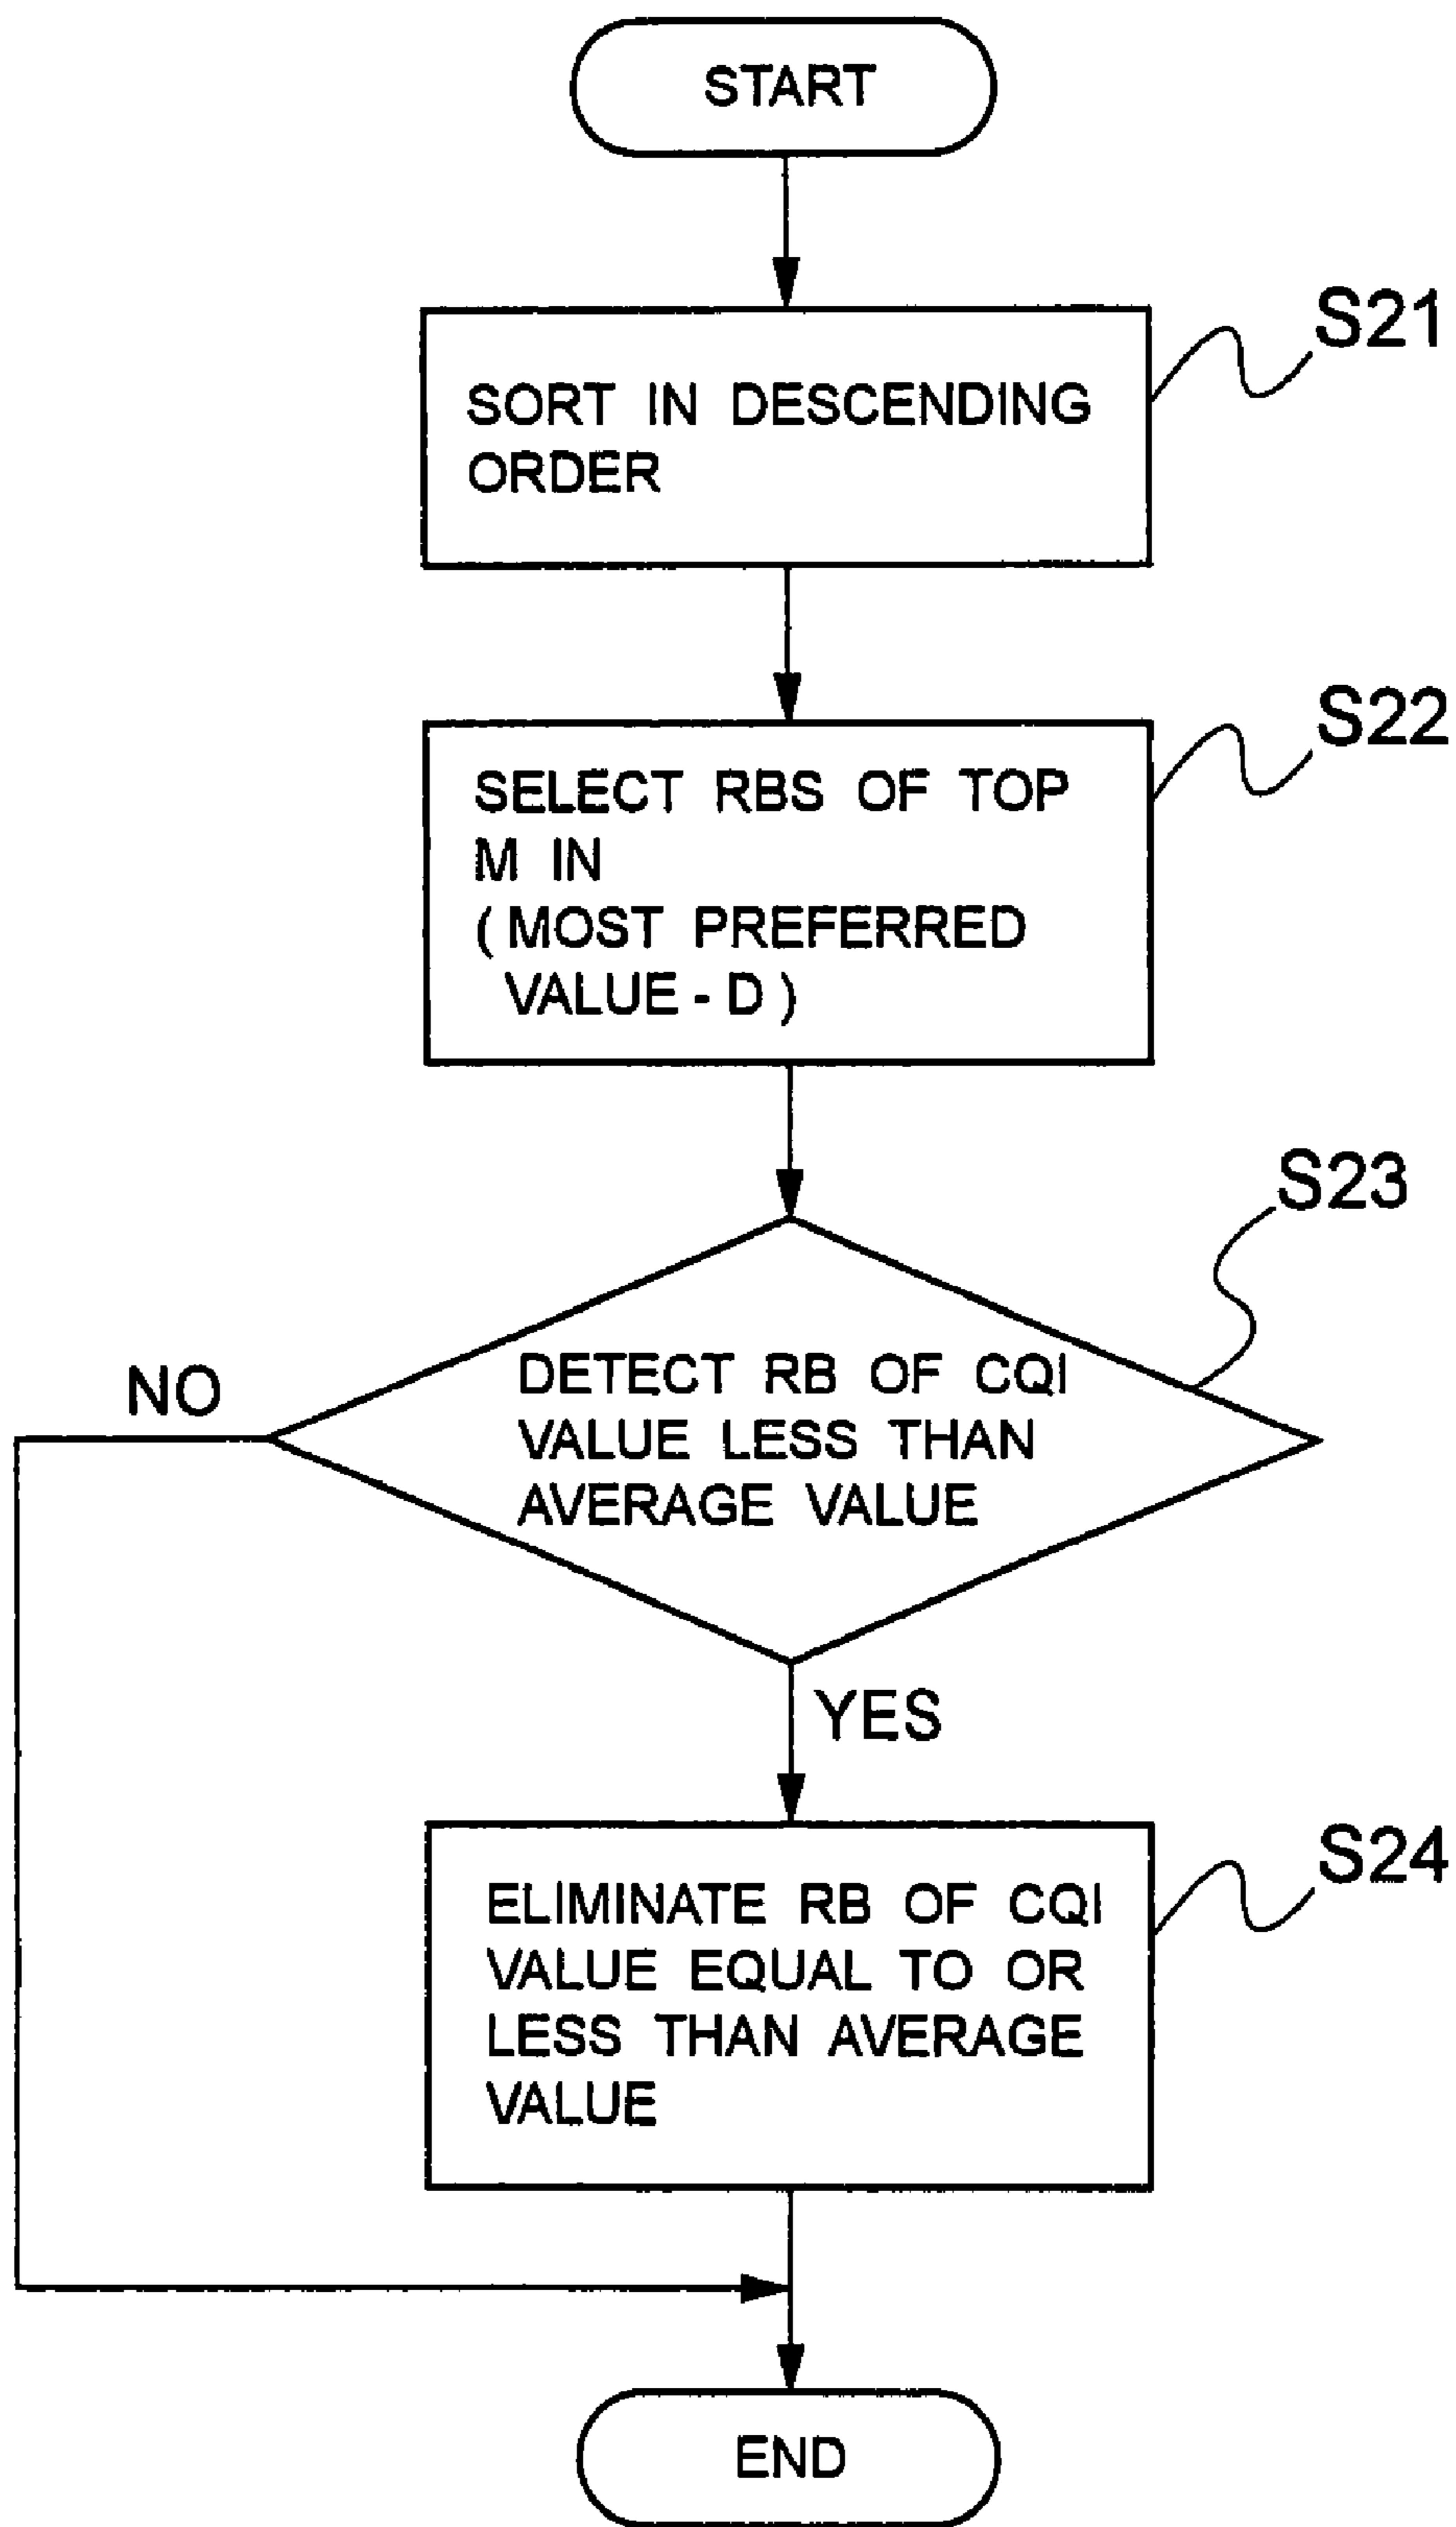 START
S21
SORT IN DESCENDING
ORDER
S22
SELECT RBS OF TOP
M IN
(MOST PREFERRED
VALUE - D)
S23
DETECT RB OF CQI
VALUE LESS THAN
AVERAGE VALUE
NO
YES
S24
ELIMINATE RB OF CQI
VALUE EQUAL TO OR
LESS THAN AVERAGE
VALUE
END